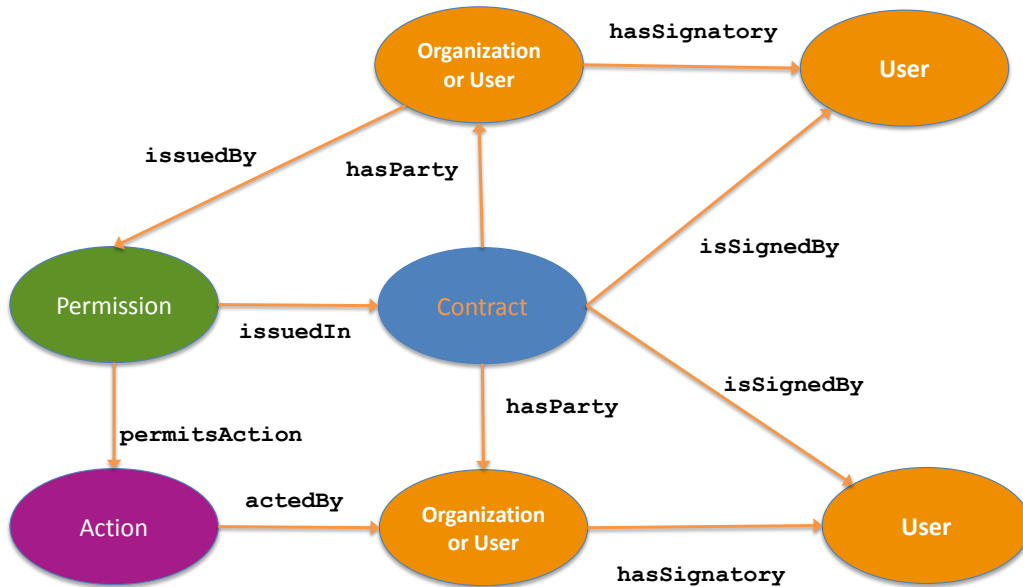 hasSignatory
Organization
or User
User
issuedBy
hasParty
isSignedBy
Permission
Contract
issuedIn
isSignedBy
hasParty
permitsAction
actedBy
Action
Organization
or User
User
hasSignatory